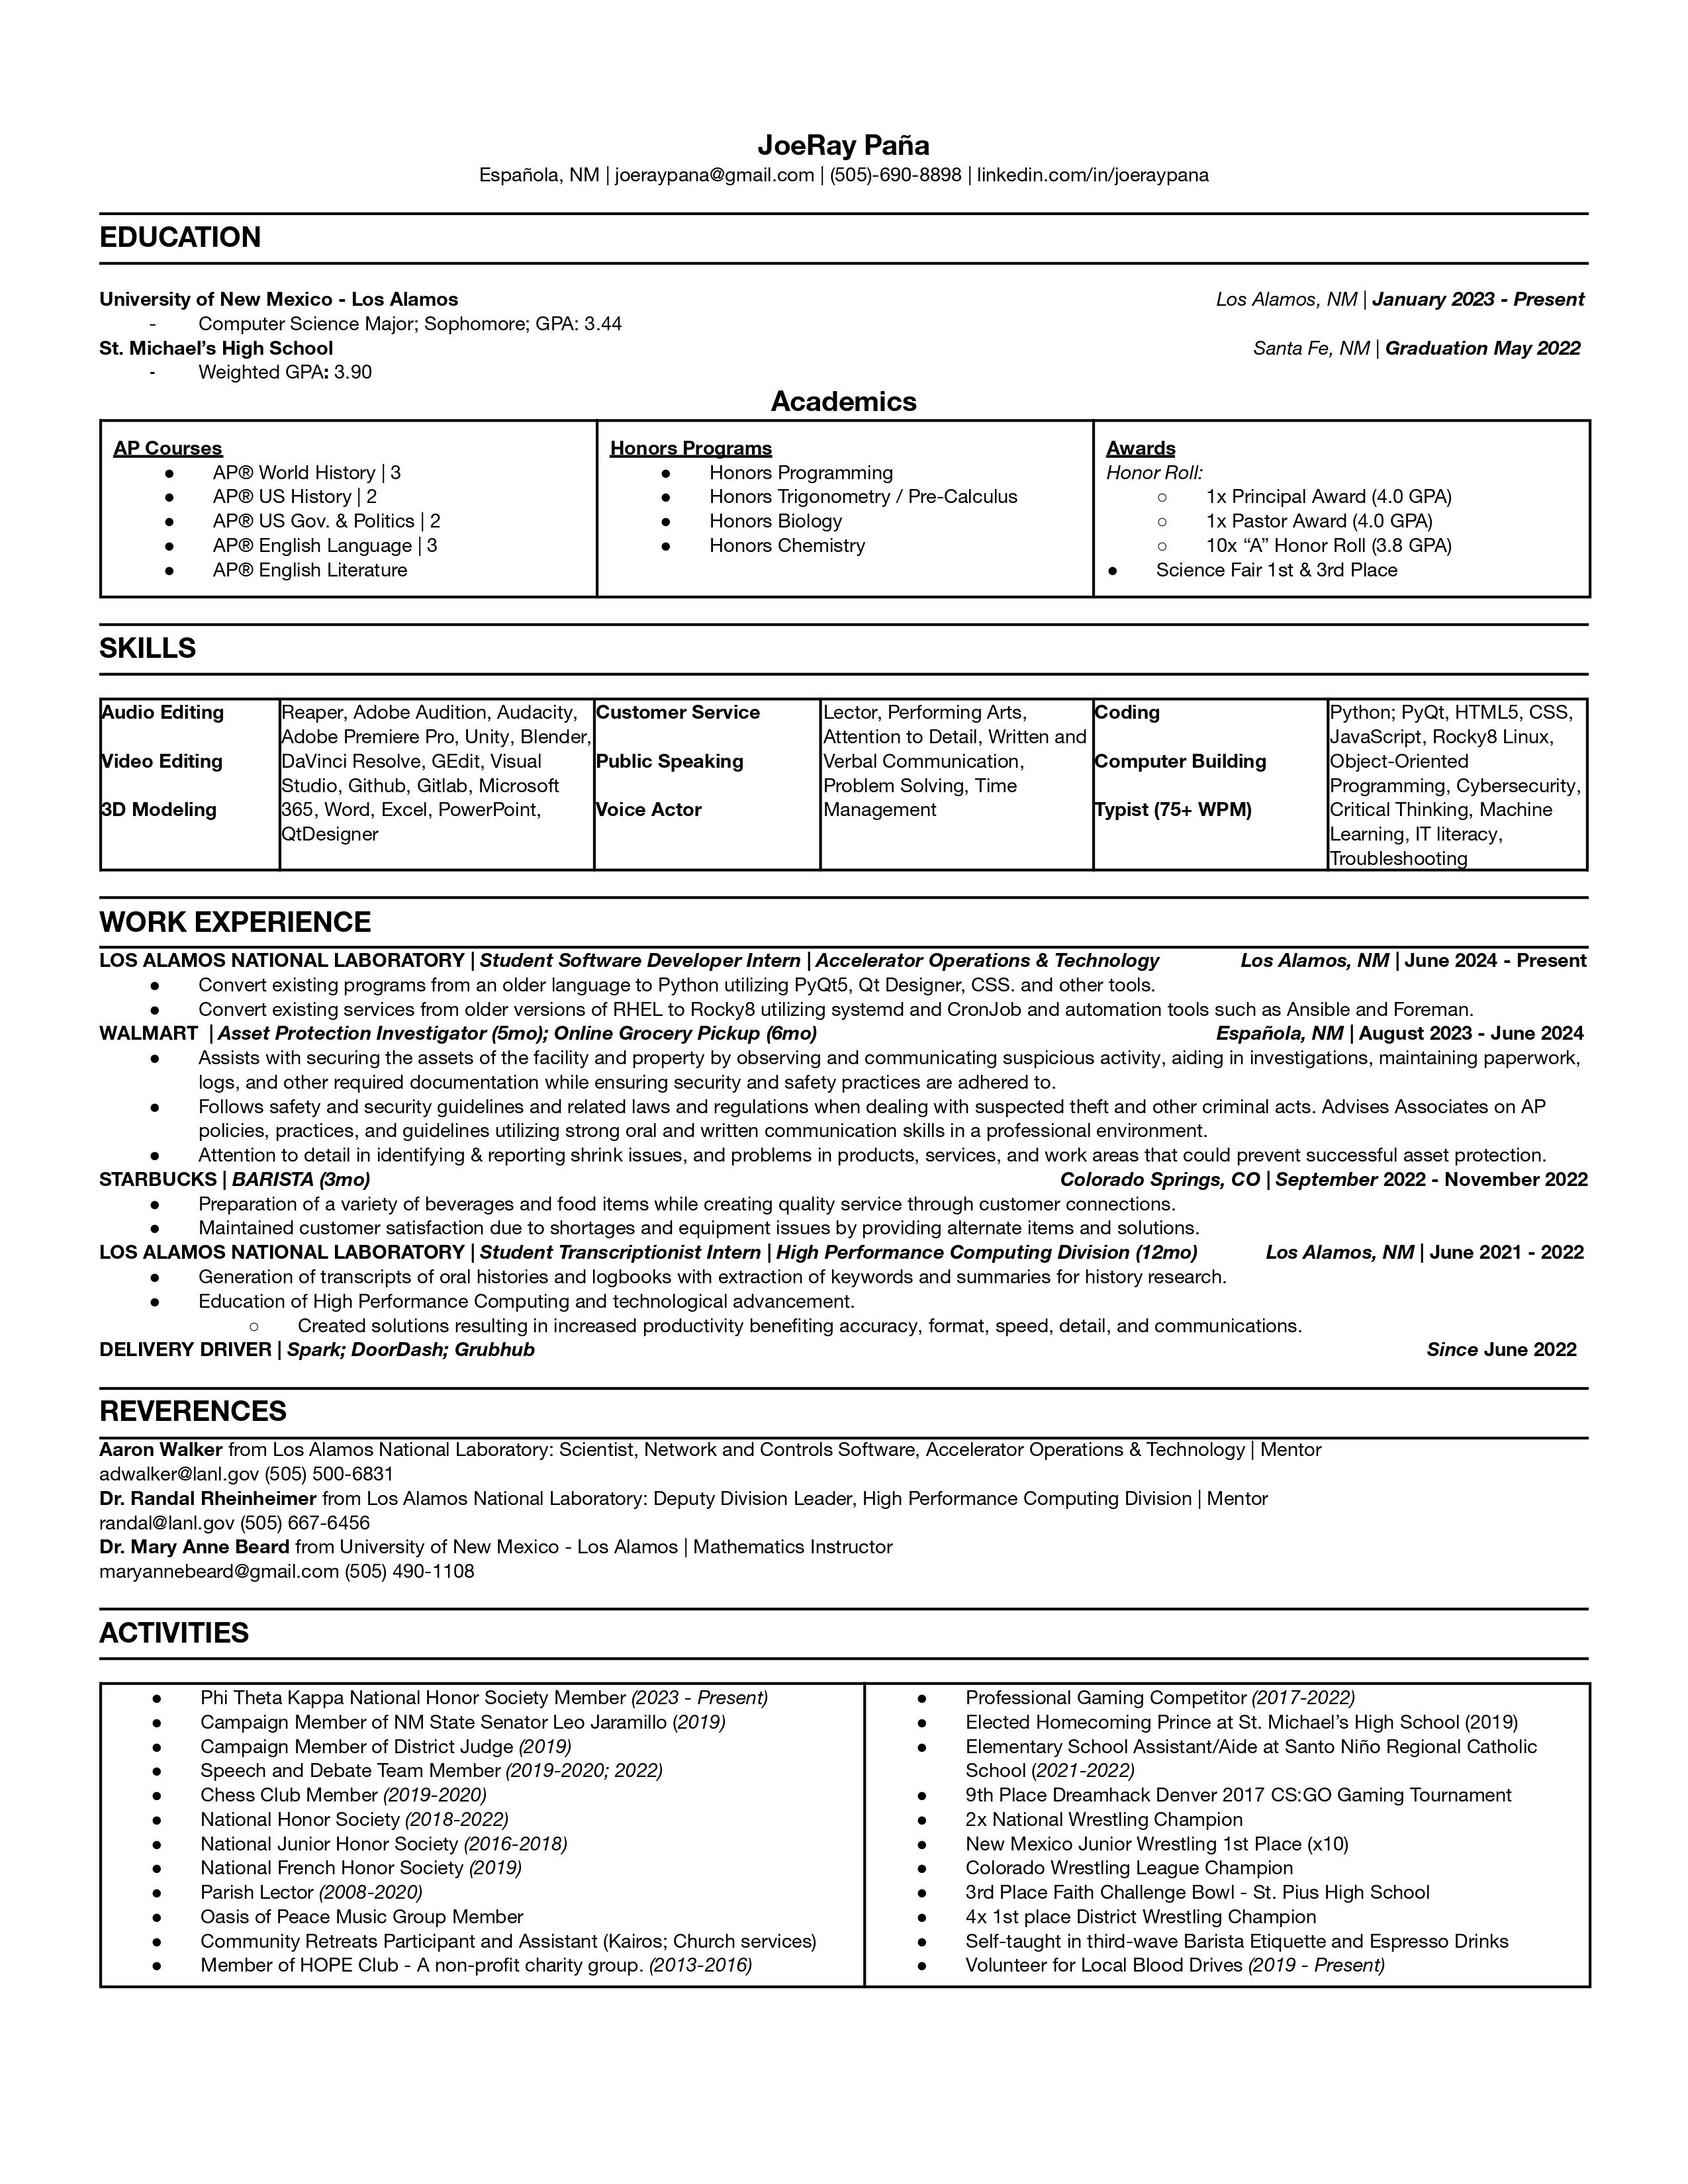 JoeRay Paña
Española, NM | joeraypana@gmail.com | (505)-690-8898 | linkedin.com/in/joeraypana
EDUCATION
University of New Mexico - Los Alamos Los Alamos, NM | January 2023 - Present
- Computer Science Major; Sophomore; GPA: 3.44
St. Michael’s High School Santa Fe, NM | Graduation May 2022
- Weighted GPA: 3.90
Academics
AP Courses
● AP® World History | 3
● AP® US History | 2
● AP® US Gov. & Politics | 2
● AP® English Language | 3
● AP® English Literature
Honors Programs
● Honors Programming
● Honors Trigonometry / Pre-Calculus
● Honors Biology
● Honors Chemistry
Awards
Honor Roll:
○ 1x Principal Award (4.0 GPA)
○ 1x Pastor Award (4.0 GPA)
○ 10x “A” Honor Roll (3.8 GPA)
● Science Fair 1st & 3rd Place
SKILLS
Audio Editing
Video Editing
3D Modeling
Reaper, Adobe Audition, Audacity,
Adobe Premiere Pro, Unity, Blender,
DaVinci Resolve, GEdit, Visual
Studio, Github, Gitlab, Microsoft
365, Word, Excel, PowerPoint,
QtDesigner
Customer Service
Public Speaking
Voice Actor
Lector, Performing Arts,
Attention to Detail, Written and
Verbal Communication,
Problem Solving, Time
Management
Coding
Computer Building
Typist (75+ WPM)
Python; PyQt, HTML5, CSS,
JavaScript, Rocky8 Linux,
Object-Oriented
Programming, Cybersecurity,
Critical Thinking, Machine
Learning, IT literacy,
Troubleshooting
WORK EXPERIENCE
LOS ALAMOS NATIONAL LABORATORY | Student Software Developer Intern | Accelerator Operations & Technology Los Alamos, NM | June 2024 - Present
● Convert existing programs from an older language to Python utilizing PyQt5, Qt Designer, CSS. and other tools.
● Convert existing services from older versions of RHEL to Rocky8 utilizing systemd and CronJob and automation tools such as Ansible and Foreman.
WALMART | Asset Protection Investigator (5mo); Online Grocery Pickup (6mo) Española, NM | August 2023 - June 2024
● Assists with securing the assets of the facility and property by observing and communicating suspicious activity, aiding in investigations, maintaining paperwork,
logs, and other required documentation while ensuring security and safety practices are adhered to.
● Follows safety and security guidelines and related laws and regulations when dealing with suspected theft and other criminal acts. Advises Associates on AP
policies, practices, and guidelines utilizing strong oral and written communication skills in a professional environment.
● Attention to detail in identifying & reporting shrink issues, and problems in products, services, and work areas that could prevent successful asset protection.
STARBUCKS | BARISTA (3mo) Colorado Springs, CO | September 2022 - November 2022
● Preparation of a variety of beverages and food items while creating quality service through customer connections.
● Maintained customer satisfaction due to shortages and equipment issues by providing alternate items and solutions.
LOS ALAMOS NATIONAL LABORATORY | Student Transcriptionist Intern | High Performance Computing Division (12mo) Los Alamos, NM | June 2021 - 2022
● Generation of transcripts of oral histories and logbooks with extraction of keywords and summaries for history research.
● Education of High Performance Computing and technological advancement.
○ Created solutions resulting in increased productivity benefiting accuracy, format, speed, detail, and communications.
DELIVERY DRIVER | Spark; DoorDash; Grubhub Since June 2022
REVERENCES
Aaron Walker from Los Alamos National Laboratory: Scientist, Network and Controls Software, Accelerator Operations & Technology | Mentor
adwalker@lanl.gov (505) 500-6831
Dr. Randal Rheinheimer from Los Alamos National Laboratory: Deputy Division Leader, High Performance Computing Division | Mentor
randal@lanl.gov (505) 667-6456
Dr. Mary Anne Beard from University of New Mexico - Los Alamos | Mathematics Instructor
maryannebeard@gmail.com (505) 490-1108
ACTIVITIES
● Phi Theta Kappa National Honor Society Member (2023 - Present)
● Campaign Member of NM State Senator Leo Jaramillo (2019)
● Campaign Member of District Judge (2019)
● Speech and Debate Team Member (2019-2020; 2022)
● Chess Club Member (2019-2020)
● National Honor Society (2018-2022)
● National Junior Honor Society (2016-2018)
● National French Honor Society (2019)
● Parish Lector (2008-2020)
● Oasis of Peace Music Group Member
● Community Retreats Participant and Assistant (Kairos; Church services)
● Member of HOPE Club - A non-profit charity group. (2013-2016)
● Professional Gaming Competitor (2017-2022)
● Elected Homecoming Prince at St. Michael’s High School (2019)
● Elementary School Assistant/Aide at Santo Niño Regional Catholic
School (2021-2022)
● 9th Place Dreamhack Denver 2017 CS:GO Gaming Tournament
● 2x National Wrestling Champion
● New Mexico Junior Wrestling 1st Place (x10)
● Colorado Wrestling League Champion
● 3rd Place Faith Challenge Bowl - St. Pius High School
● 4x 1st place District Wrestling Champion
● Self-taught in third-wave Barista Etiquette and Espresso Drinks
● Volunteer for Local Blood Drives (2019 - Present)